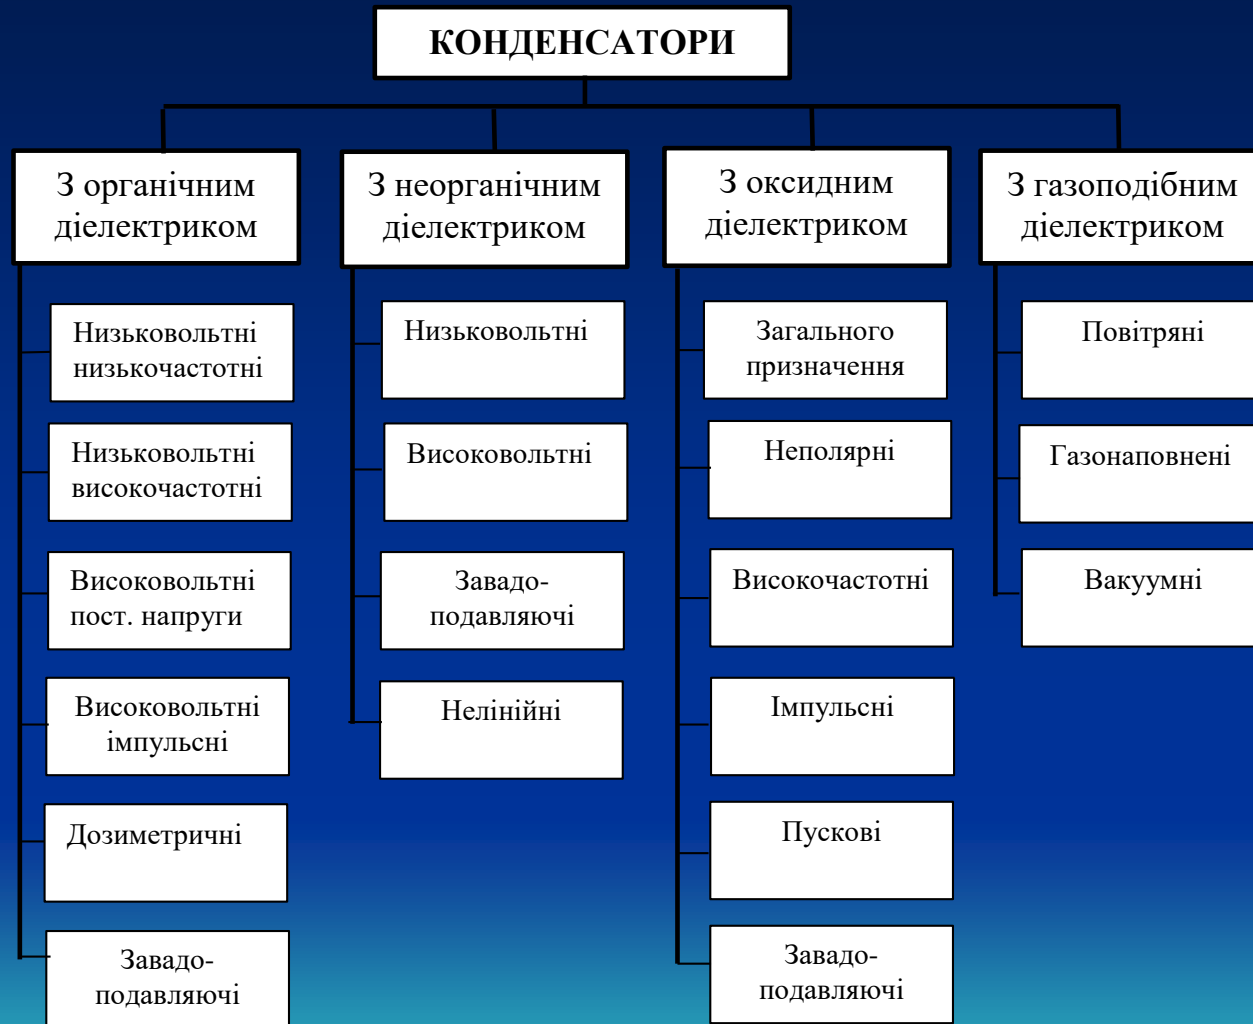 КОНДЕНСАТОРИ
З органічним
діелектриком
Низьковольтні
низькочастотні
Низьковольтні
високочастотні
Високовольтні
пост. напруги
Високовольтні
імпульсні
Дозиметричні
Завадо-
подавляючі
З неорганічним
діелектриком
Низьковольтні
Високовольтні
Завадо-
подавляючі
Нелінійні
З оксидним
діелектриком
Загального
призначення
Неполярні
Високочастотні
Імпульсні
Пускові
Завадо-
подавляючі
З газоподібним
діелектриком
Повітряні
Газонаповнені
Вакуумні